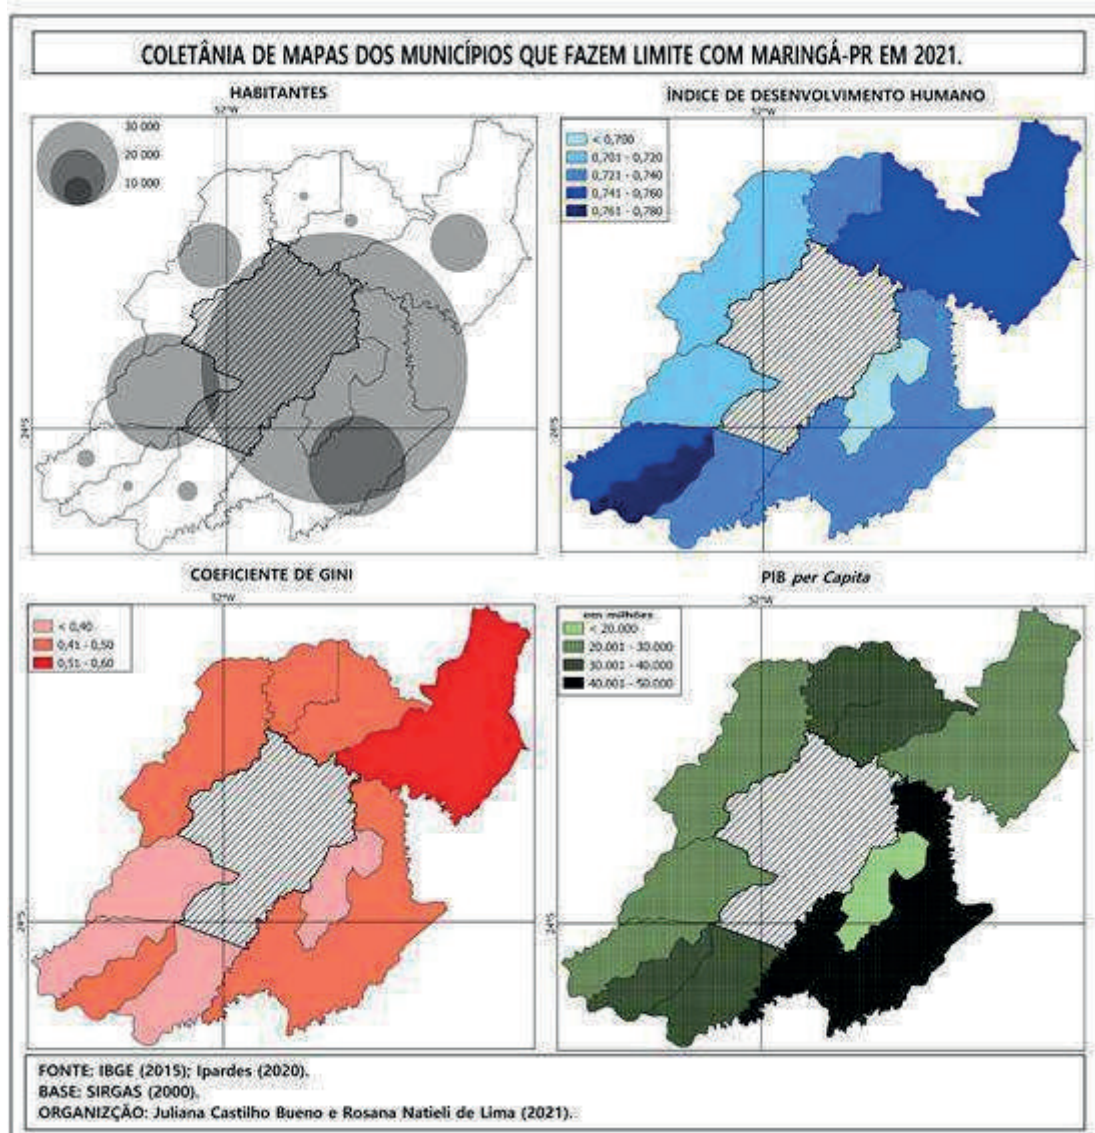 COLETÂNIA DE MAPAS DOS MUNICÍPIOS QUE FAZEM LIMITE COM MARINGÁ-PR EM 2021.
HABITANTES
52°W
30 000
20 000
10 000
24°S
ÍNDICE DE DESENVOLVIMENTO HUMANO
52°W
< 0,700
0,701 - 0,720
0,721 - 0,740
0,741 - 0,760
0,761 - 0,780
24°S
COEFICIENTE DE GINI
52°W
< 0,40
0,41 - 0,50
0,51 - 0,60
24°S
PIB per Capita
52°W
em milhões
< 20.000
20.001 - 30.000
30.001 - 40.000
40.001 - 50.000
24°S
FONTE: IBGE (2015); Ipardes (2020).
BASE: SIRGAS (2000).
ORGANIZÇÃO: Juliana Castilho Bueno e Rosana Natieli de Lima (2021).